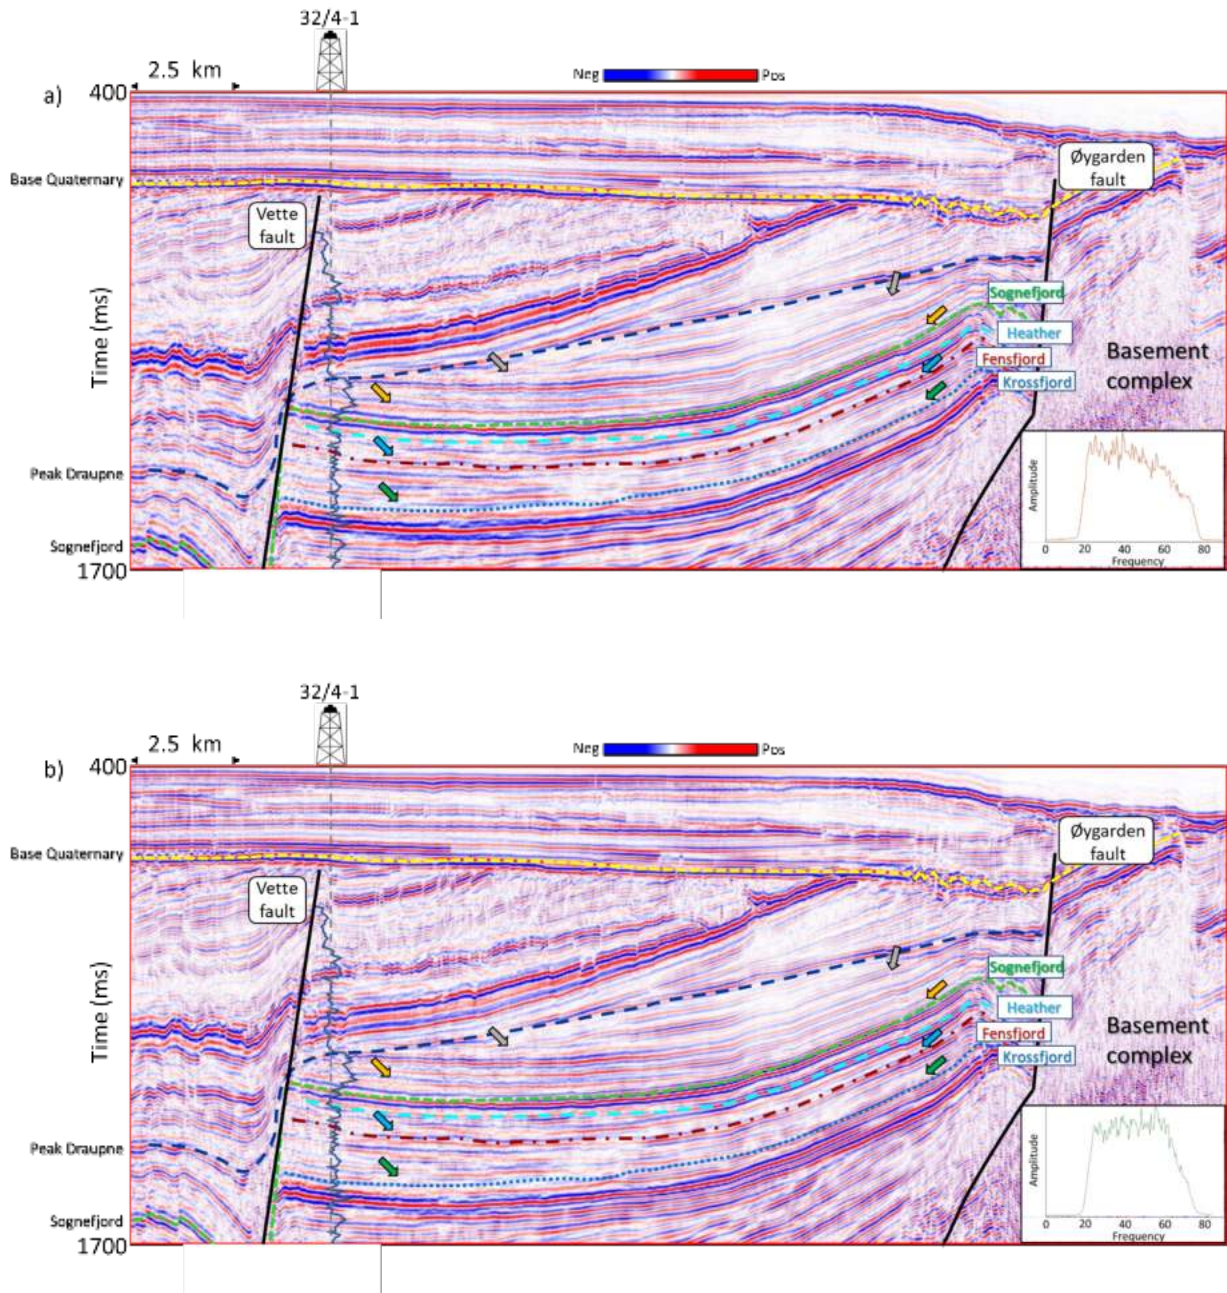 32/4-1
2.5 km
Neg Pos
a)
400
Base Quaternary
Øygarden
fault
Vette
fault
Sognefjord
Heather
Fensfjord
Krossfjord
Time (ms)
Basement
complex
Peak Draupne
Sognefjord
1700
Amplitude
0 20 40 60 80
Frequency
32/4-1
2.5 km
Neg Pos
b)
400
Base Quaternary
Øygarden
fault
Vette
fault
Sognefjord
Heather
Fensfjord
Krossfjord
Time (ms)
Basement
complex
Peak Draupne
Sognefjord
1700
Amplitude
0 20 40 60 80
Frequency